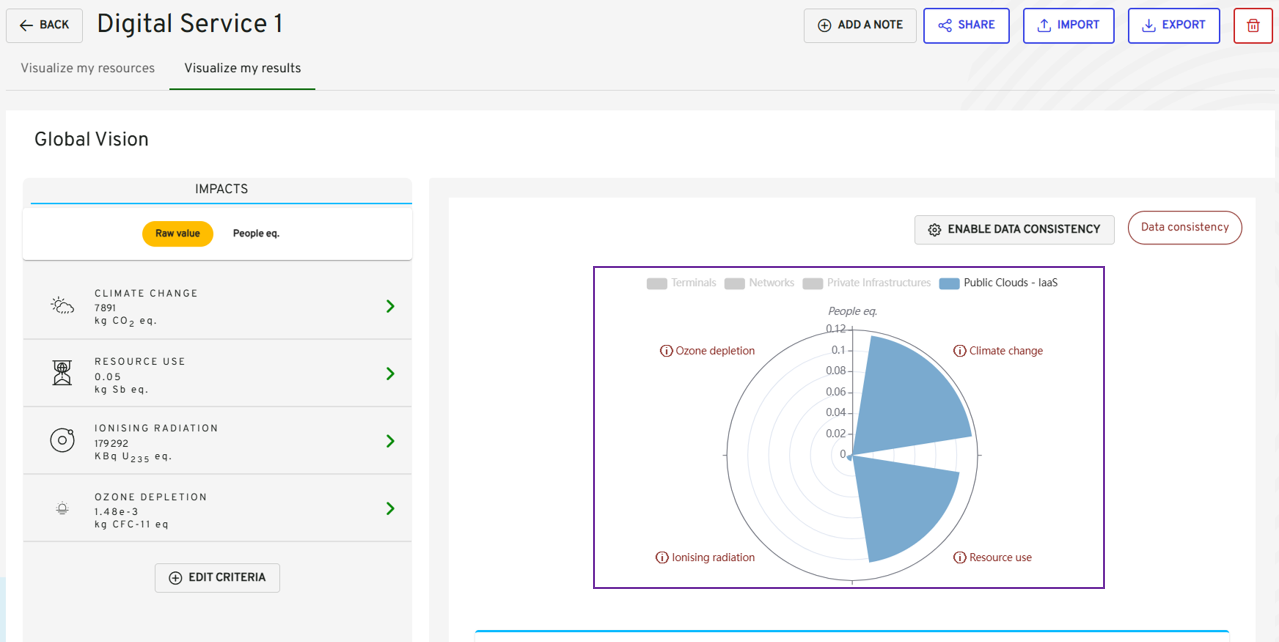 BACK
Digital Service 1
ADD A NOTE
SHARE
IMPORT
EXPORT
Visualize my resources
Visualize my results
Global Vision
IMPACTS
Raw value
People eq.
CLIMATE CHANGE
7891
kg CO2 eq.
RESOURCE USE
0.05
kg Sb eq.
IONISING RADIATION
179292
KBq U235 eq.
OZONE DEPLETION
1.48e-3
kg CFC-11 eq
EDIT CRITERIA
ENABLE DATA CONSISTENCY
Data consistency
Terminals
Networks
Private Infrastructures
Public Clouds - IaaS
People eq.
0.12
0.1
0.08
0.06
0.04
0.02
0
Ozone depletion
Climate change
Ionising radiation
Resource use